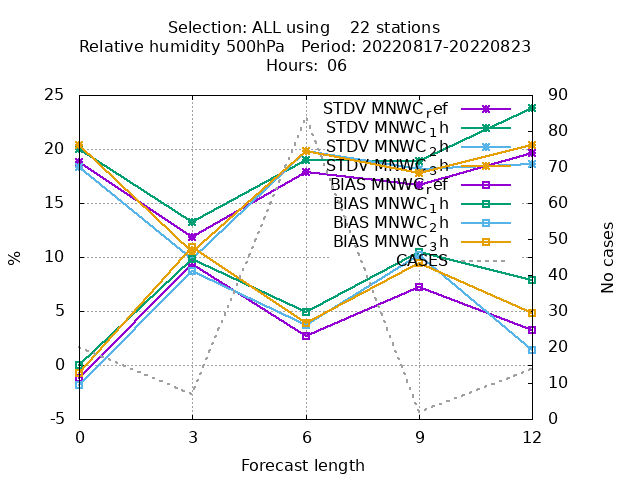 Selection: ALL using    22 stations
Relative humidity 500hPa   Period: 20220817-20220823
Hours: 06
25
20
15
10
5
0
-5
%
90
80
70
60
50
40
30
20
10
0
No cases
STDV MNWC_ref
STDV MNWC_1h
STDV MNWC_2h
STDV MNWC_3h
BIAS MNWC_ref
BIAS MNWC_1h
BIAS MNWC_2h
BIAS MNWC_3h
CASES
0 3 6 9 12
Forecast length